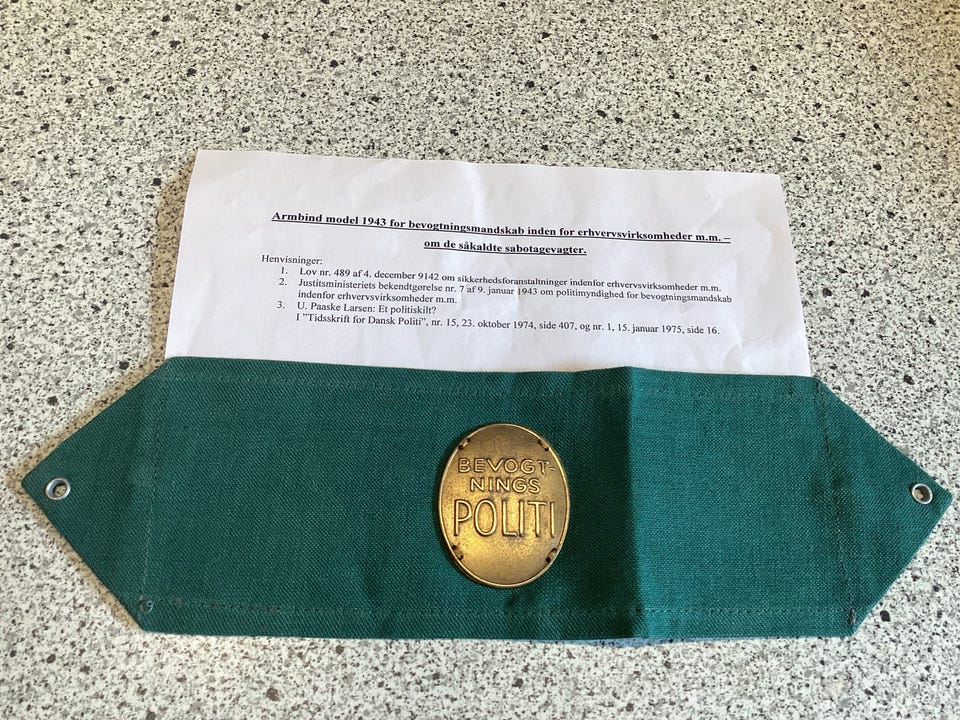 Armbind model 1943 for bevogtningsmandskab inden for erhvervsvirksomheder m.m. –
om de såkaldte sabotagevagter.
Henvisninger:
1. Lov nr. 489 af 4. december 9142 om sikkerhedsforanstaltninger indenfor erhvervsvirksomheder m.m.
2. Justitsministeriets bekendtgørelse nr. 7 af 9. januar 1943 om politimyndighed for bevogtningsmandskab
indenfor erhvervsvirksomheder m.m.
3. U. Paaske Larsen: Et politiskilt?
I "Tidsskrift for Dansk Politi", nr. 15, 23. oktober 1974, side 407, og nr. 1, 15. januar 1975, side 16.
BEVOGT-
NINGS
POLITI